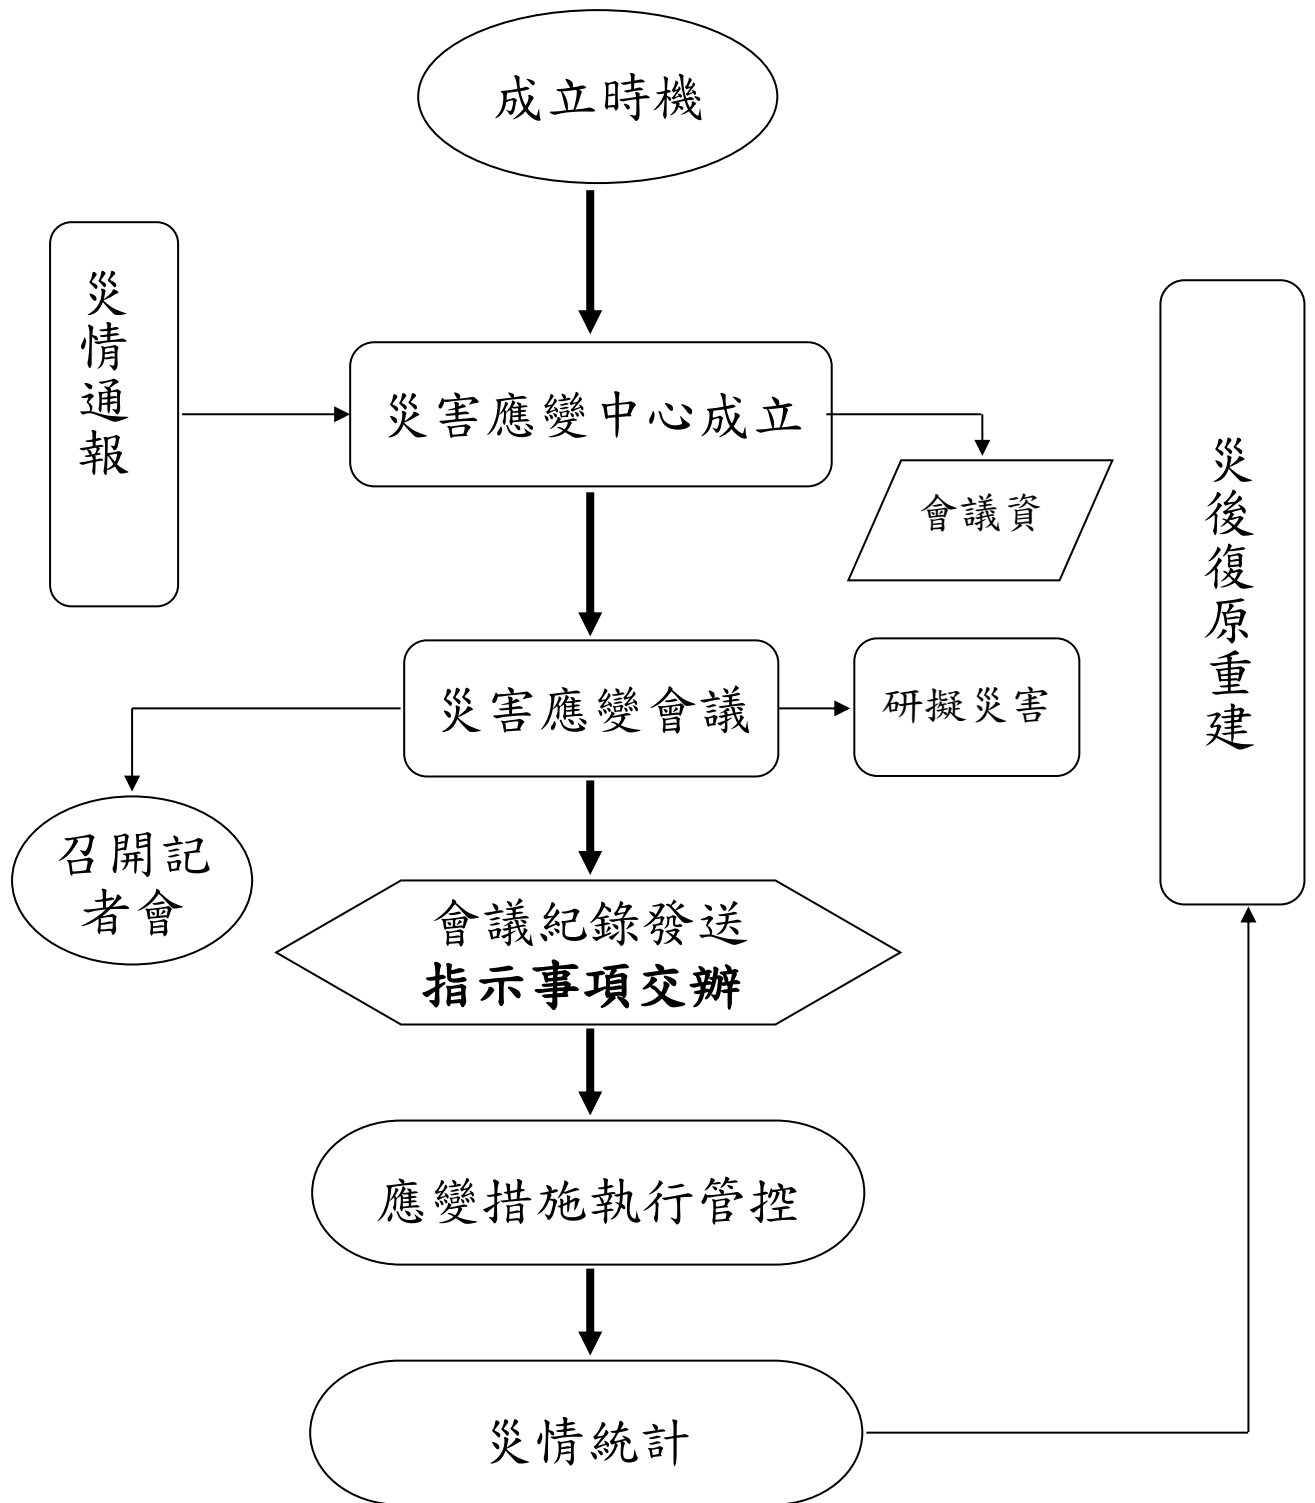 成立時機
災情通報
災害應變中心成立
會議資
災後復原重建
災害應變會議
研擬災害
召開記
者會
會議紀錄發送
指示事項交辦
應變措施執行管控
災情統計